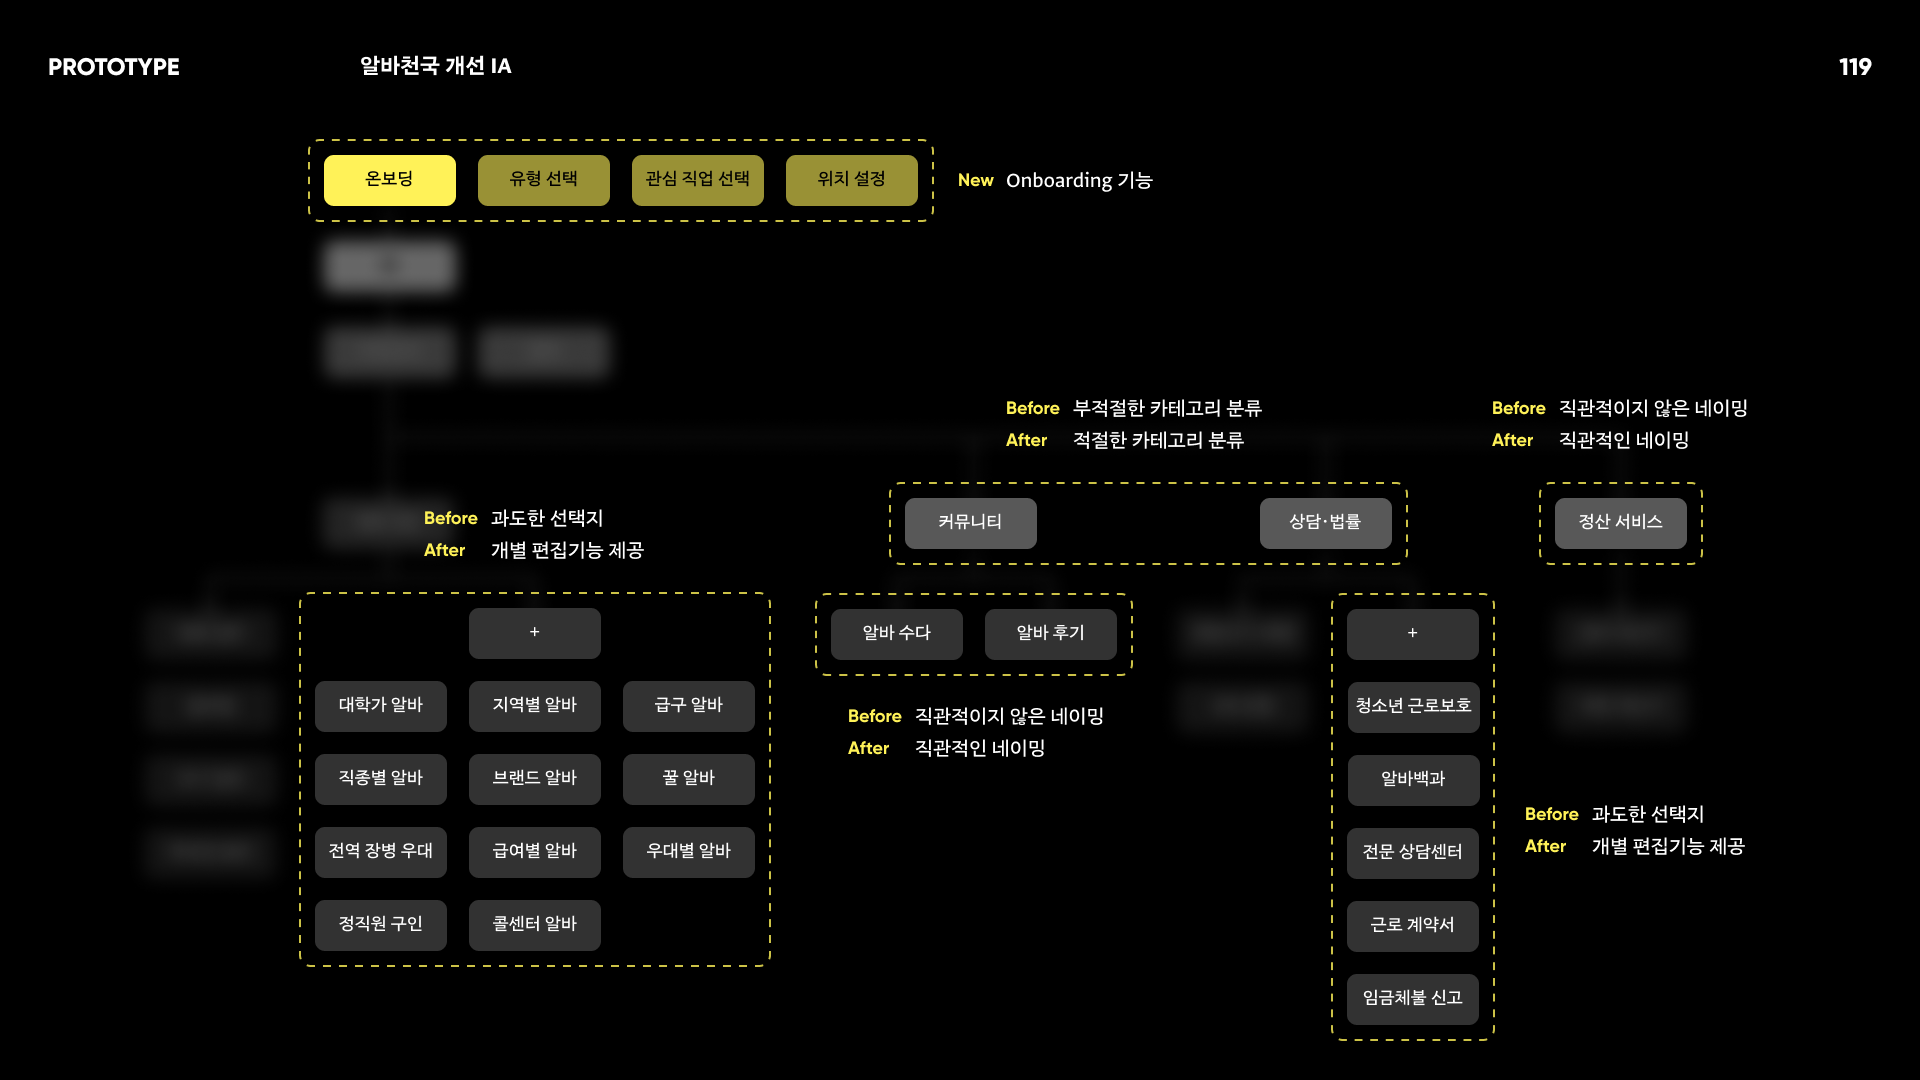 PROTOTYPE
알바천국 개선 IA
119
온보딩
유형 선택
관심 직업 선택
위치 설정
New Onboarding 기능
Before 부적절한 카테고리 분류
After 적절한 카테고리 분류
Before 직관적이지 않은 네이밍
After 직관적인 네이밍
커뮤니티
상담·법률
정산 서비스
Before 과도한 선택지
After 개별 편집기능 제공
+
대학가 알바
지역별 알바
급구 알바
직종별 알바
브랜드 알바
꿀 알바
전역 장병 우대
급여별 알바
우대별 알바
정직원 구인
콜센터 알바
알바 수다
알바 후기
Before 직관적이지 않은 네이밍
After 직관적인 네이밍
+
청소년 근로보호
알바백과
전문 상담센터
근로 계약서
임금체불 신고
Before 과도한 선택지
After 개별 편집기능 제공